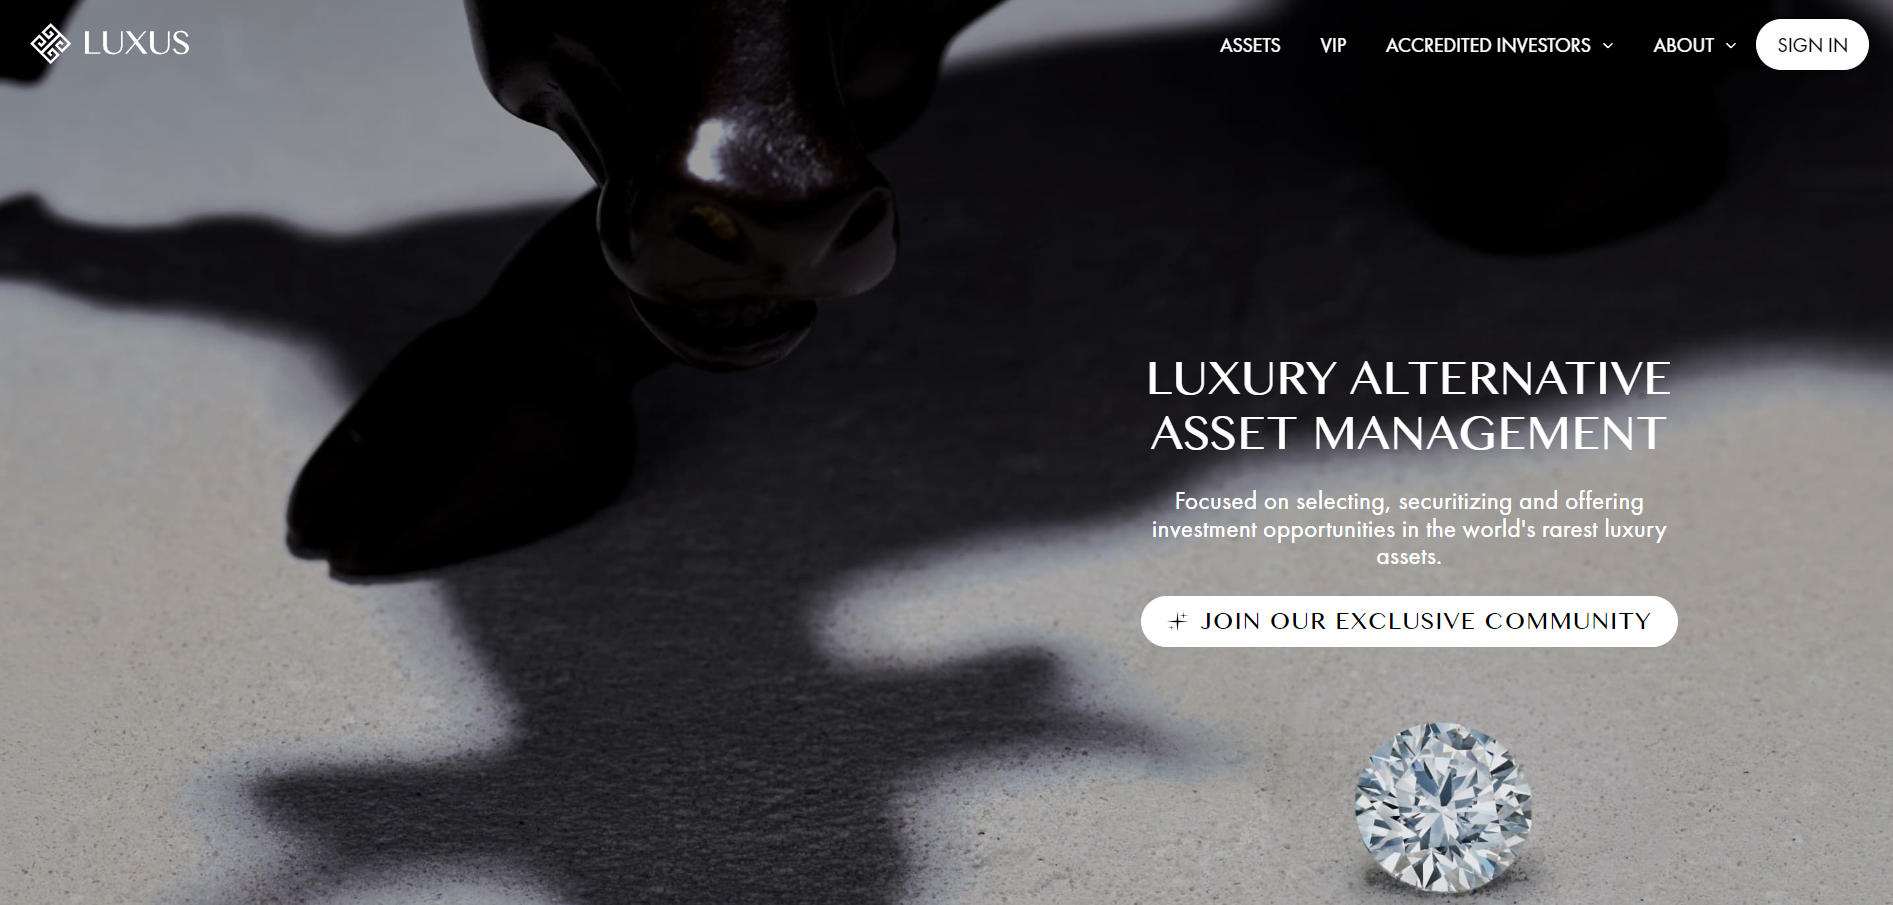 LUXUS
ASSETS
VIP
ACCREDITED INVESTORS
ABOUT
SIGN IN
LUXURY ALTERNATIVE
ASSET MANAGEMENT
Focused on selecting, securitizing and offering
investment opportunities in the world's rarest luxury
assets.
JOIN OUR EXCLUSIVE COMMUNITY